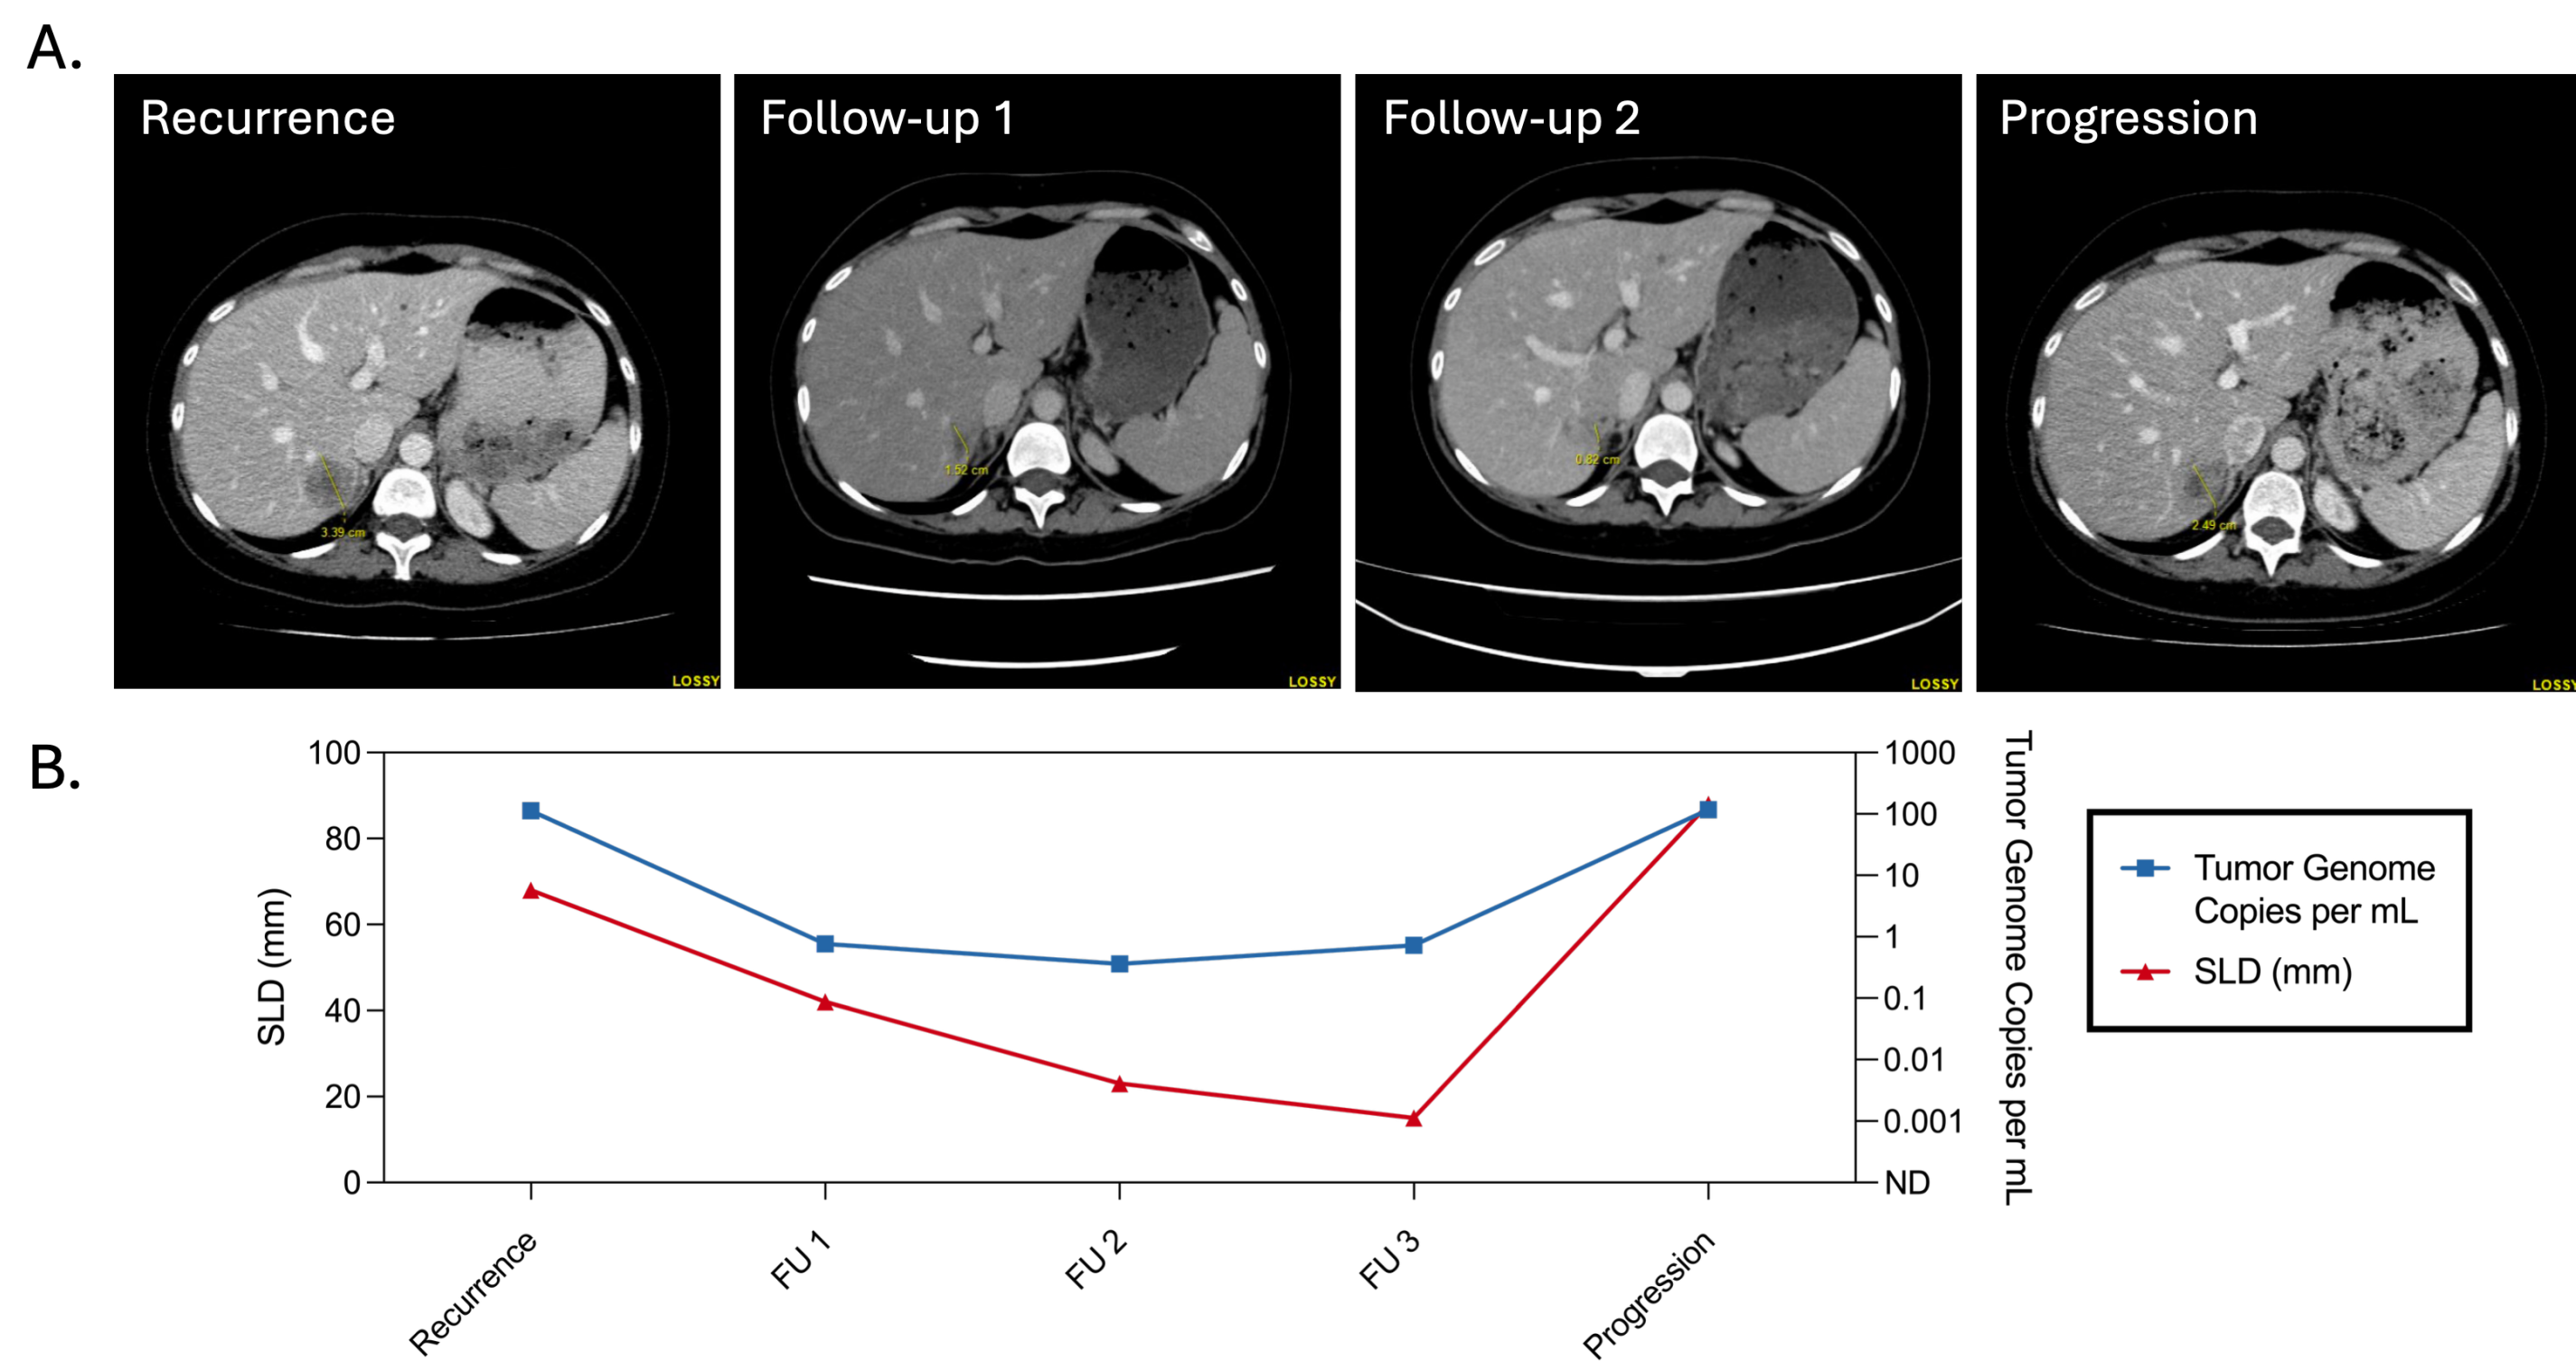 A.
Recurrence
Follow-up 1
Follow-up 2
Progression
3.39 cm
1.52 cm
0.82 cm
2.49 cm
LOSSY
LOSSY
LOSSY
LOSSY
B.
SLD (mm)
100
80
60
40
20
0
1000
100
10
1
0.1
0.01
0.001
ND
Tumor Genome Copies per mL
Recurrence
FU 1
FU 2
FU 3
Progression
Tumor Genome
Copies per mL
SLD (mm)